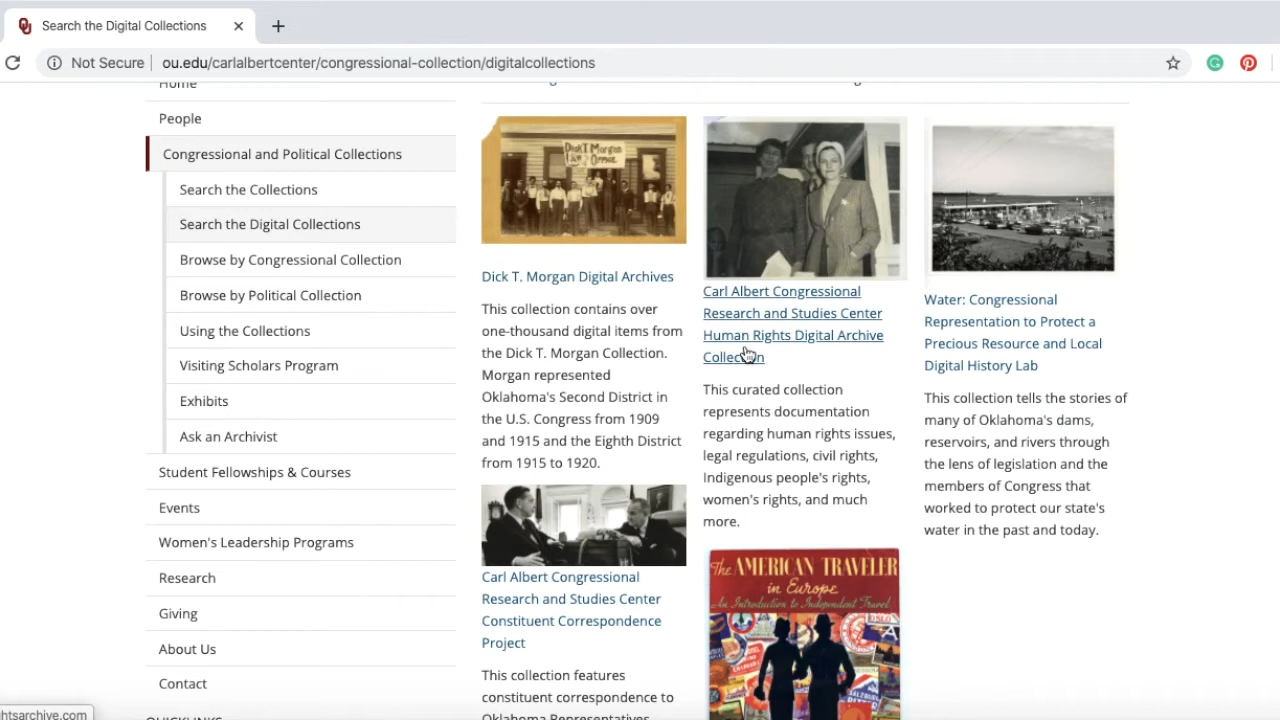 Search the Digital Collections
Not Secure
ou.edu/carlalbertcenter/congressional-collection/digitalcollections
Home
People
Congressional and Political Collections
Search the Collections
Search the Digital Collections
Browse by Congressional Collection
Browse by Political Collection
Using the Collections
Visiting Scholars Program
Exhibits
Ask an Archivist
Student Fellowships & Courses
Events
Women's Leadership Programs
Research
Giving
About Us
Contact
QUICKLINKS
Dick T. Morgan
Law Office
Dick T. Morgan Digital Archives
This collection contains over
one-thousand digital items from
the Dick T. Morgan Collection.
Morgan represented
Oklahoma's Second District in
the U.S. Congress from 1909
and 1915 and the Eighth District
from 1915 to 1920.
Carl Albert Congressional
Research and Studies Center
Constituent Correspondence
Project
This collection features
constituent correspondence to
Oklahoma Representatives
Carl Albert Congressional
Research and Studies Center
Human Rights Digital Archive
Collection
This curated collection
represents documentation
regarding human rights issues,
legal regulations, civil rights,
Indigenous people's rights,
women's rights, and much
more.
The AMERICAN TRAVELER
in Europe
An Introduction to Independent Travel
SALZBURG
Water: Congressional
Representation to Protect a
Precious Resource and Local
Digital History Lab
This collection tells the stories of
many of Oklahoma's dams,
reservoirs, and rivers through
the lens of legislation and the
members of Congress that
worked to protect our state's
water in the past and today.
htsarchive.com